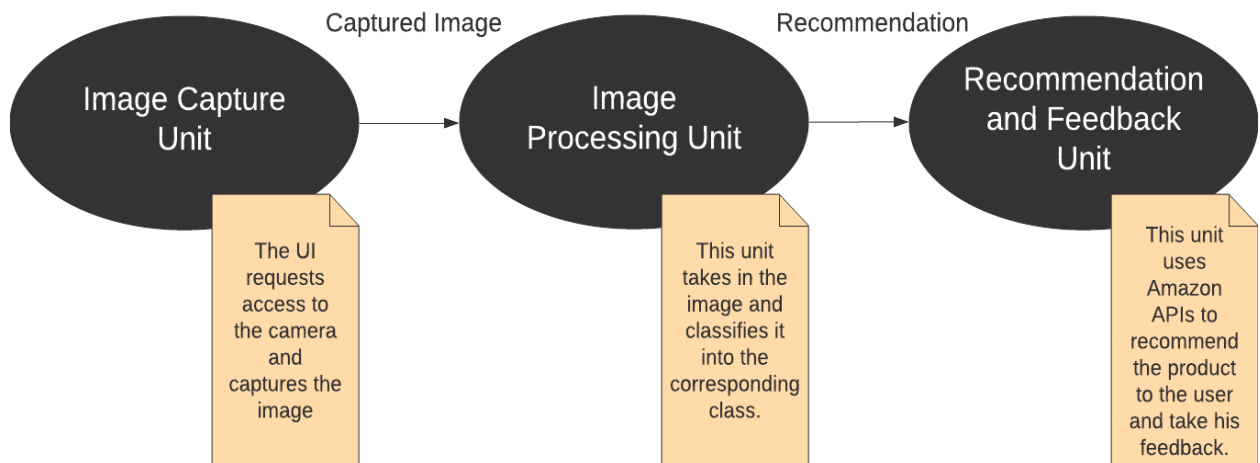 Captured Image
Recommendation
Image Capture
Unit
Image
Processing Unit
Recommendation
and Feedback
Unit
The UI
requests
access to
the camera
and
captures the
image
This unit
takes in the
image and
classifies it
into the
corresponding
class.
This unit
uses
Amazon
APIs to
recommend
the product
to the user
and take his
feedback.